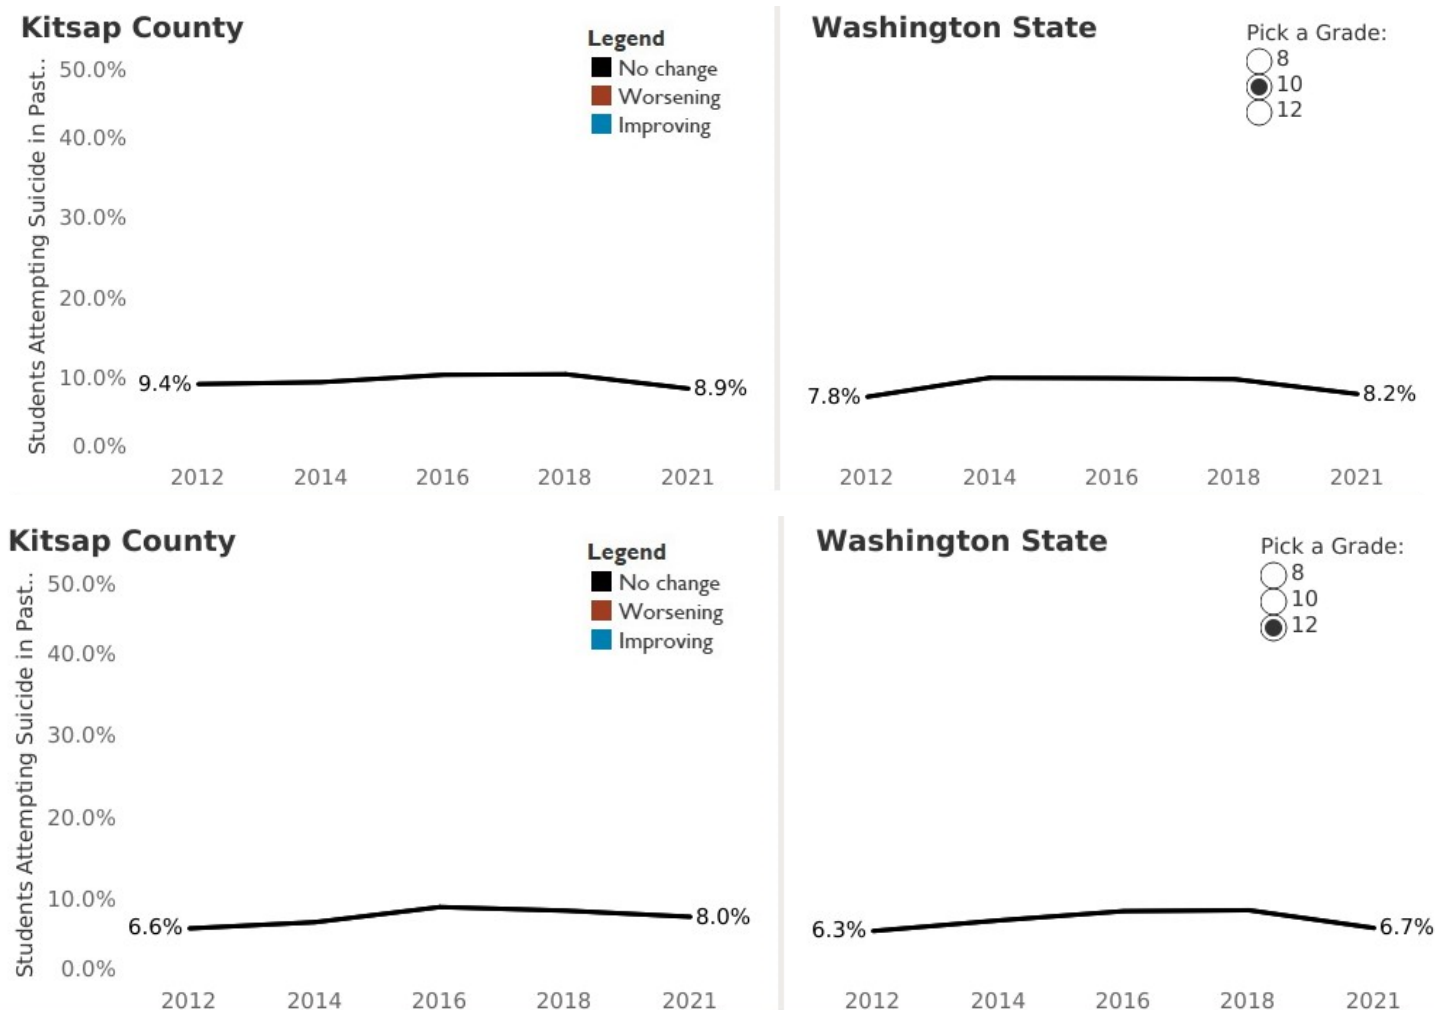 Kitsap County
Legend
No change
Worsening
Improving
Students Attempting Suicide in Past..
50.0%
40.0%
30.0%
20.0%
10.0%
0.0%
9.4%
8.9%
2012 2014 2016 2018 2021
Washington State
Pick a Grade:
8
10
12
7.8%
8.2%
2012 2014 2016 2018 2021
Kitsap County
Legend
No change
Worsening
Improving
Students Attempting Suicide in Past..
50.0%
40.0%
30.0%
20.0%
10.0%
0.0%
6.6%
8.0%
2012 2014 2016 2018 2021
Washington State
Pick a Grade:
8
10
12
6.3%
6.7%
2012 2014 2016 2018 2021